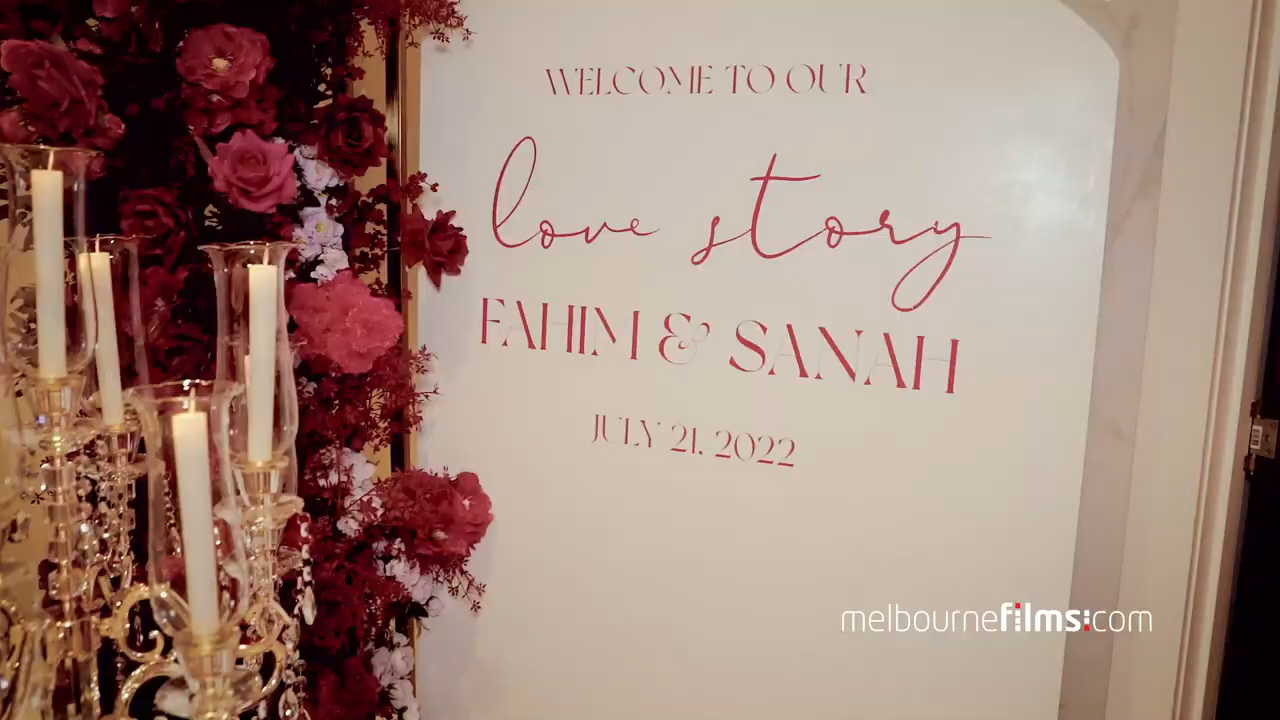 WELCOME TO OUR
love story
FAHIM & SANAH
JULY 21. 2022
melbournefilms.com